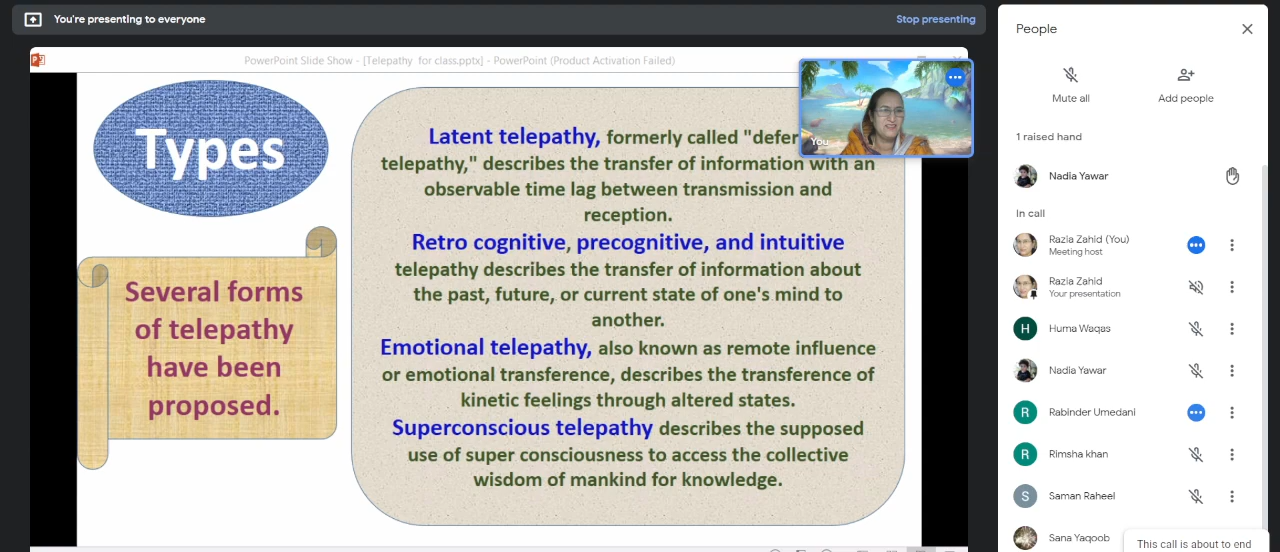 You're presenting to everyone
Stop presenting
PowerPoint Slide Show - [Telepathy for class.pptx] - PowerPoint (Product Activation Failed)
Types
Several forms
of telepathy
have been
proposed.
Latent telepathy, formerly called "defer
telepathy," describes the transfer of information with an
observable time lag between transmission and
reception.
Retro cognitive, precognitive, and intuitive
telepathy describes the transfer of information about
the past, future, or current state of one's mind to
another.
Emotional telepathy, also known as remote influence
or emotional transference, describes the transference of
kinetic feelings through altered states.
Superconscious telepathy describes the supposed
use of super consciousness to access the collective
wisdom of mankind for knowledge.
You
People
Mute all
Add people
1 raised hand
Nadia Yawar
In call
Razia Zahid (You)
Meeting host
Razia Zahid
Your presentation
H
Huma Waqas
Nadia Yawar
R
Rabinder Umedani
R
Rimsha khan
S
Saman Raheel
Sana Yaqoob
This call is about to end